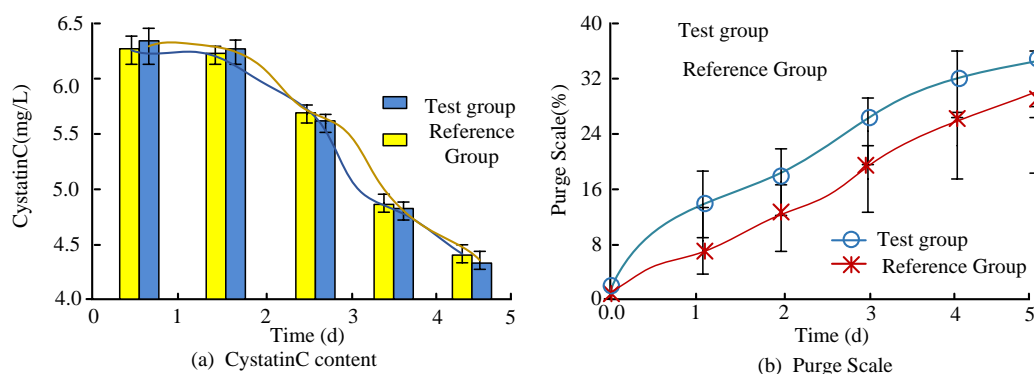 6.5
6.0
5.5
5.0
4.5
4.0
CystatinC(mg/L)
Test group
Reference
Group
0
1
2
3
4
5
Time (d)
(a) CystatinC content
40
32
24
16
8
0
Purge Scale(%)
Test group
Reference Group
Test group
Reference Group
0.0
1
2
3
4
5
Time (d)
(b) Purge Scale